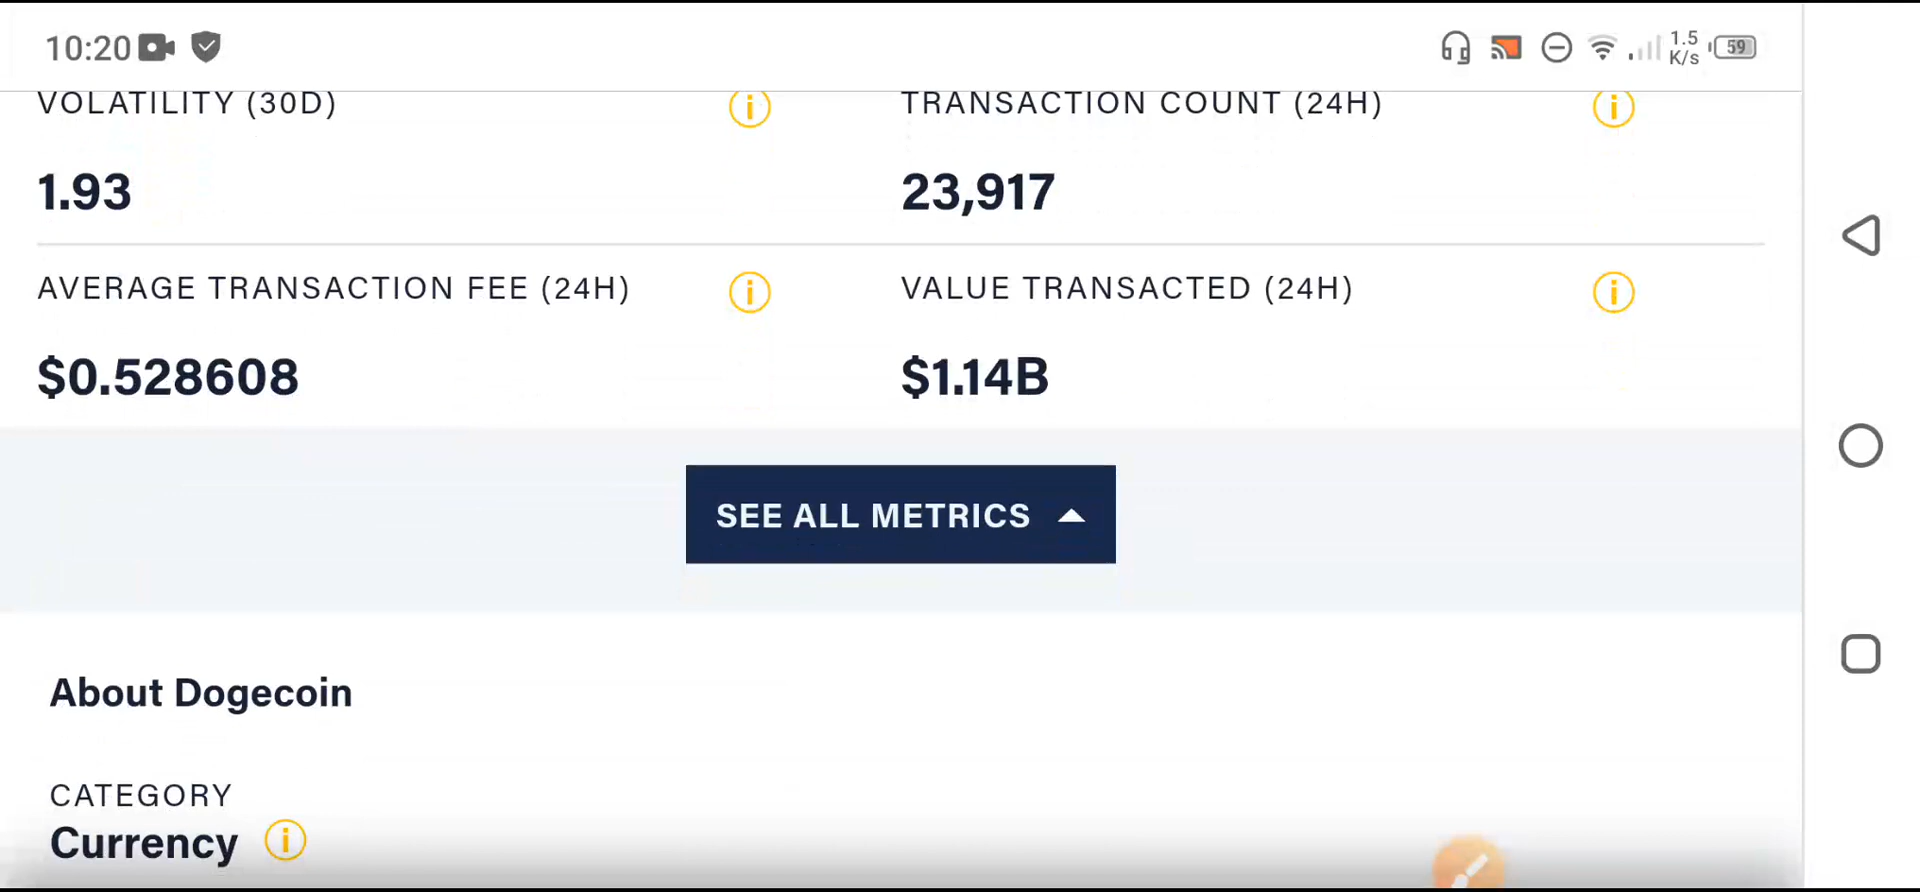 10:20 1.5 K/s 59
VOLATILITY (30D) TRANSACTION COUNT (24H)
1.93 23,917
AVERAGE TRANSACTION FEE (24H) VALUE TRANSACTED (24H)
$0.528608 $1.14B
SEE ALL METRICS
About Dogecoin
CATEGORY
Currency